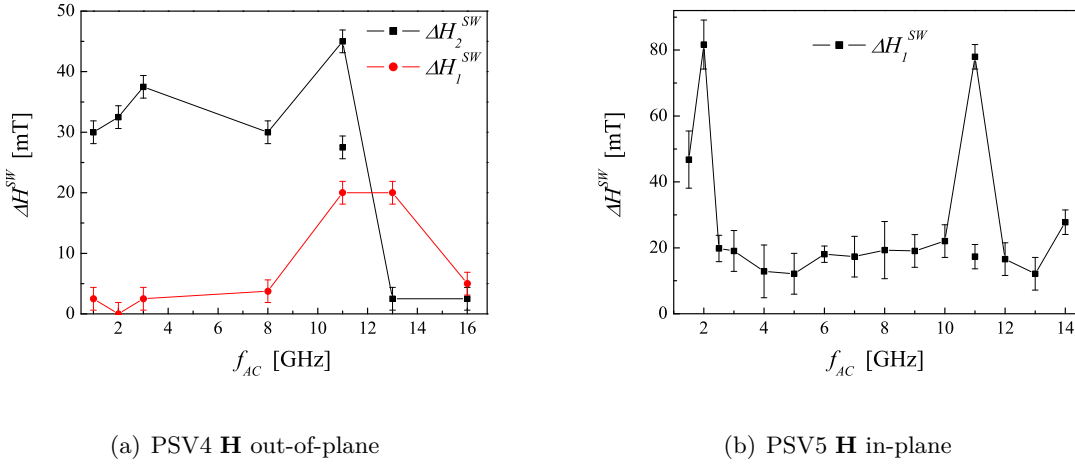 50
40
30
20
10
0
ΔH^SW [mT]
ΔH_2^SW
ΔH_1^SW
2 4 6 8 10 12 14 16
f_AC [GHz]
(a) PSV4 H out-of-plane
80
60
40
20
0
ΔH^SW [mT]
ΔH_1^SW
2 4 6 8 10 12 14
f_AC [GHz]
(b) PSV5 H in-plane